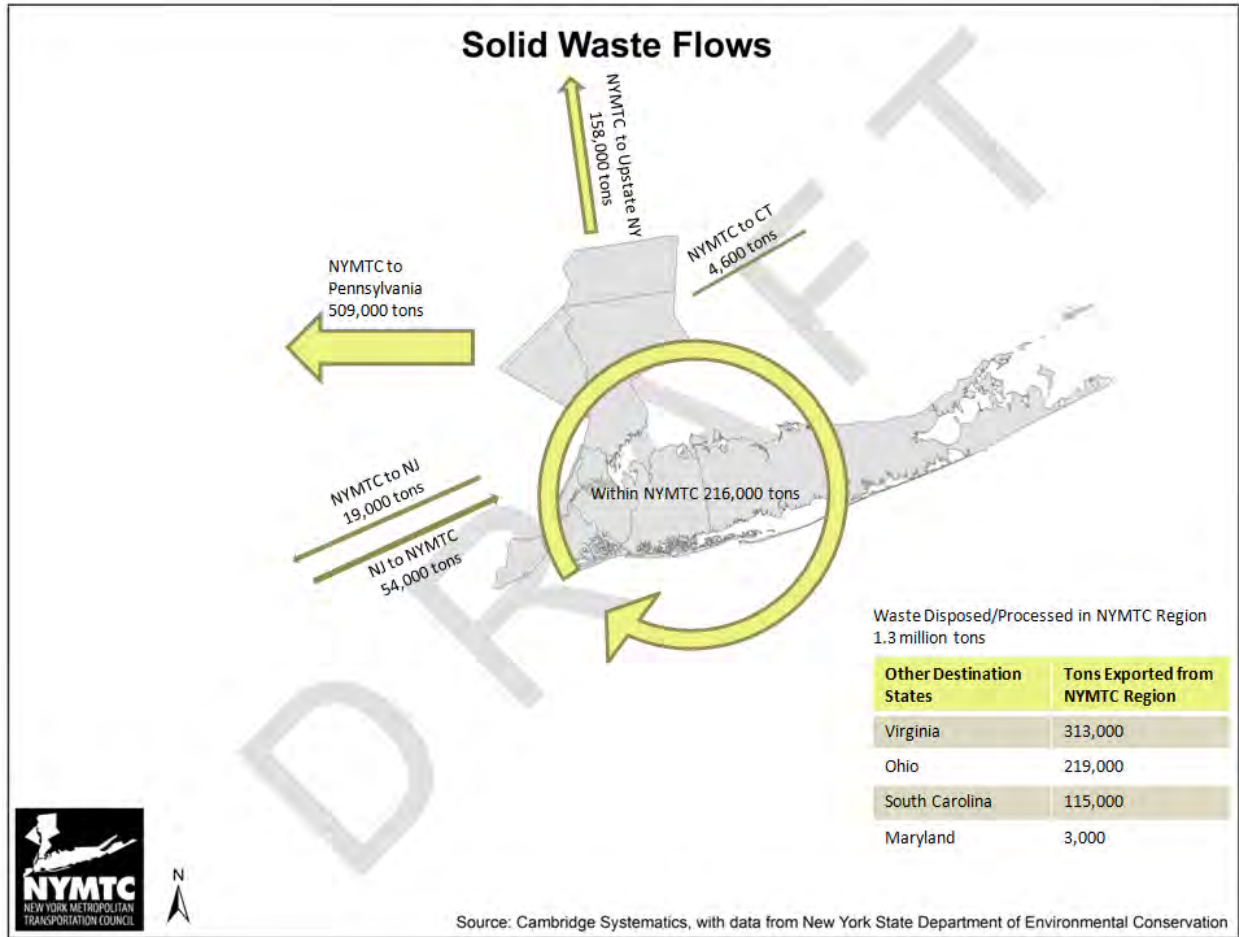 Solid Waste Flows
NYMTC to Upstate NY
158,000 tons
NYMTC to CT
4,600 tons
NYMTC to
Pennsylvania
509,000 tons
NYMTC to NJ
19,000 tons
NJ to NYMTC
54,000 tons
Within NYMTC 216,000 tons
DRAFT
Waste Disposed/Processed in NYMTC Region
1.3 million tons
Other Destination States Tons Exported from NYMTC Region
Virginia 313,000
Ohio 219,000
South Carolina 115,000
Maryland 3,000
NYMTC
NEW YORK METROPOLITAN
TRANSPORTATION COUNCIL
N
Source: Cambridge Systematics, with data from New York State Department of Environmental Conservation